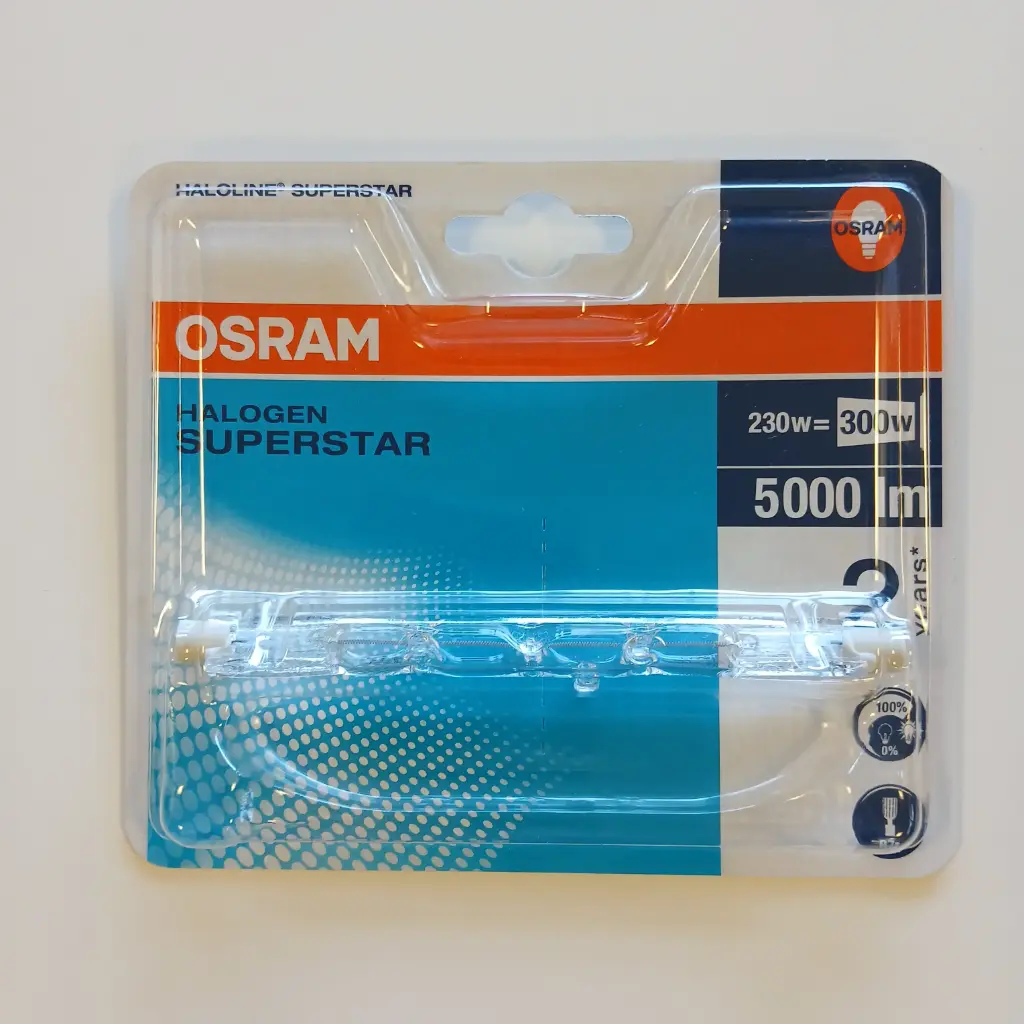 HALOLINE® SUPERSTAR
OSRAM
OSRAM
HALOGEN
SUPERSTAR
230w= 300w
5000 lm
2
years*
100%
0%